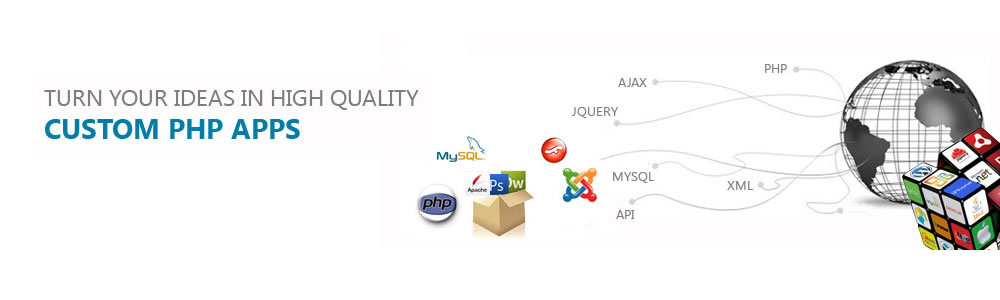 TURN YOUR IDEAS IN HIGH QUALITY
CUSTOM PHP APPS
PHP
AJAX
JQUERY
MySQL
MYSQL
XML
API
Apache
Ps
Dw
php
.net